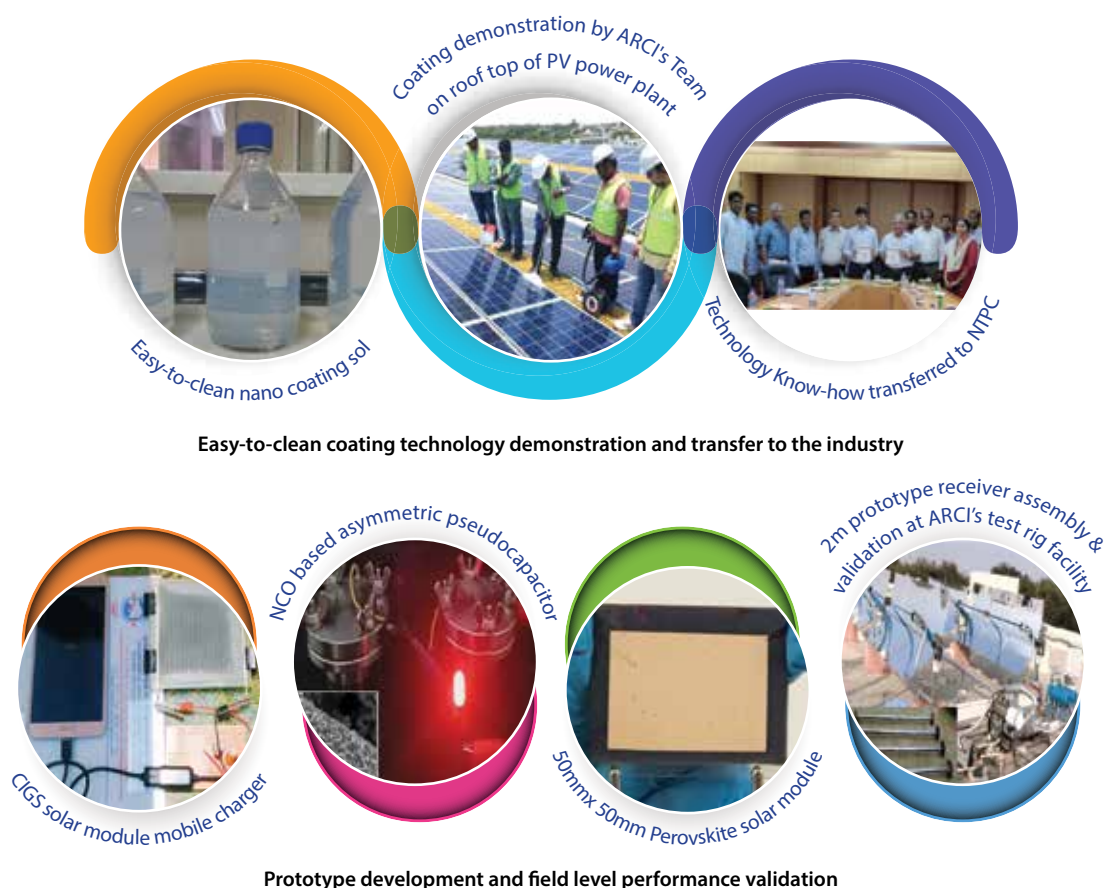 Coating demonstration by ARCI's Team
on roof top of PV power plant
Easy-to-clean nano coating sol
Technology Know-how transferred to NTPC
Easy-to-clean coating technology demonstration and transfer to the industry
CIGS solar module mobile charger
NCO based asymmetric pseudocapacitor
50mmx 50mm Perovskite solar module
2m prototype receiver assembly &
validation at ARCI's test rig facility
Prototype development and field level performance validation